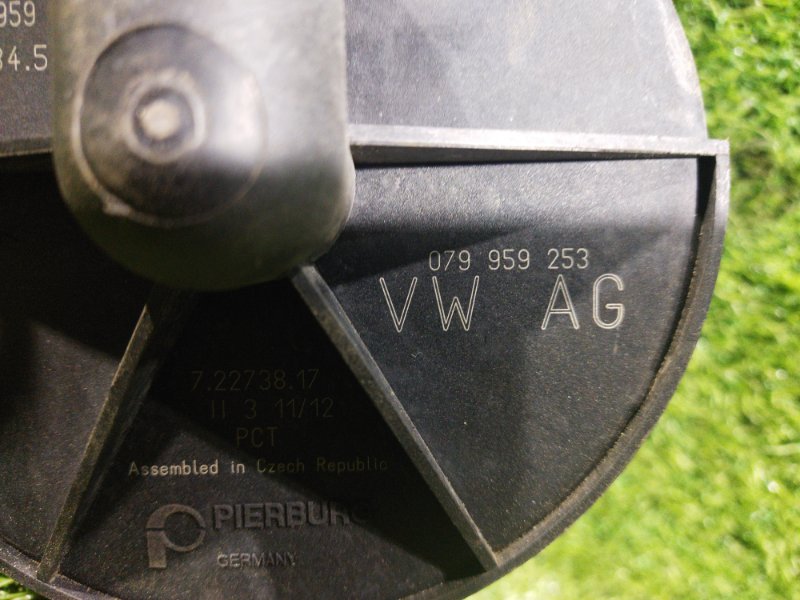 959
34.5
079 959 253
VW AG
7.22738.17
II 3 11/12
PCT
Assembled in Czech Republic
PIERBURG
GERMANY